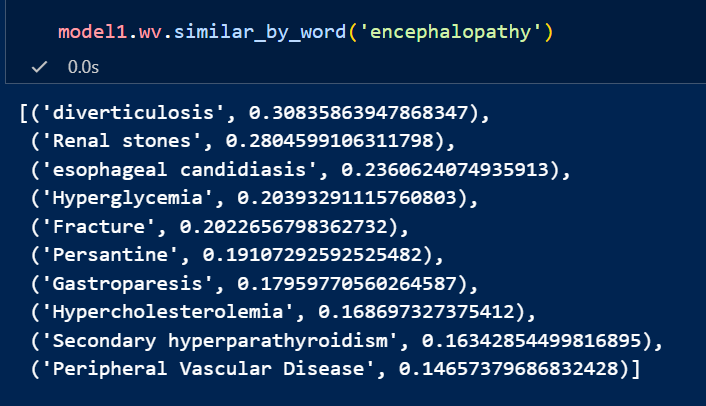 model1.wv.similar_by_word('encephalopathy')
✓ 0.0s
[('diverticulosis', 0.30835863947868347),
('Renal stones', 0.2804599106311798),
('esophageal candidiasis', 0.2360624074935913),
('Hyperglycemia', 0.20393291115760803),
('Fracture', 0.2022656798362732),
('Persantine', 0.19107292592525482),
('Gastroparesis', 0.17959770560264587),
('Hypercholesterolemia', 0.168697327375412),
('Secondary hyperparathyroidism', 0.16342854499816895),
('Peripheral Vascular Disease', 0.14657379686832428)]